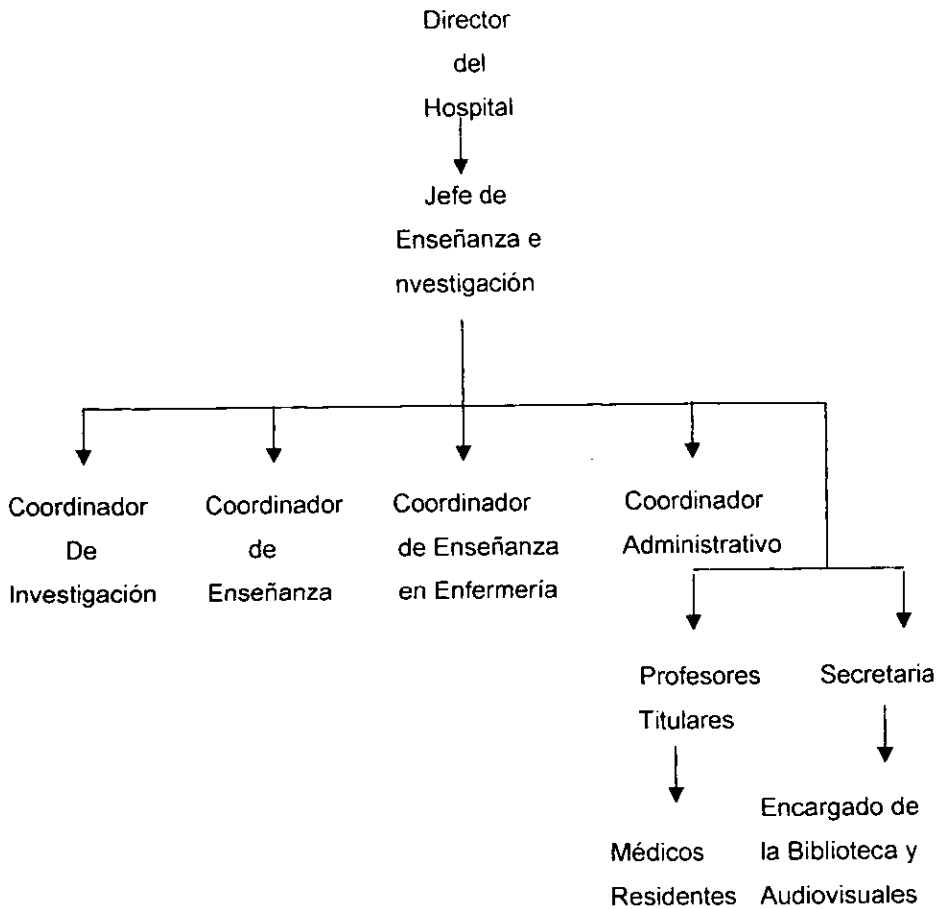 Director
del
Hospital
Jefe de
Enseñanza e
nvestigación
Coordinador
De
Investigación
Coordinador
de
Enseñanza
Coordinador
de Enseñanza
en Enfermería
Coordinador
Administrativo
Profesores
Titulares
Secretaria
Médicos
Residentes
Encargado de
la Biblioteca y
Audiovisuales